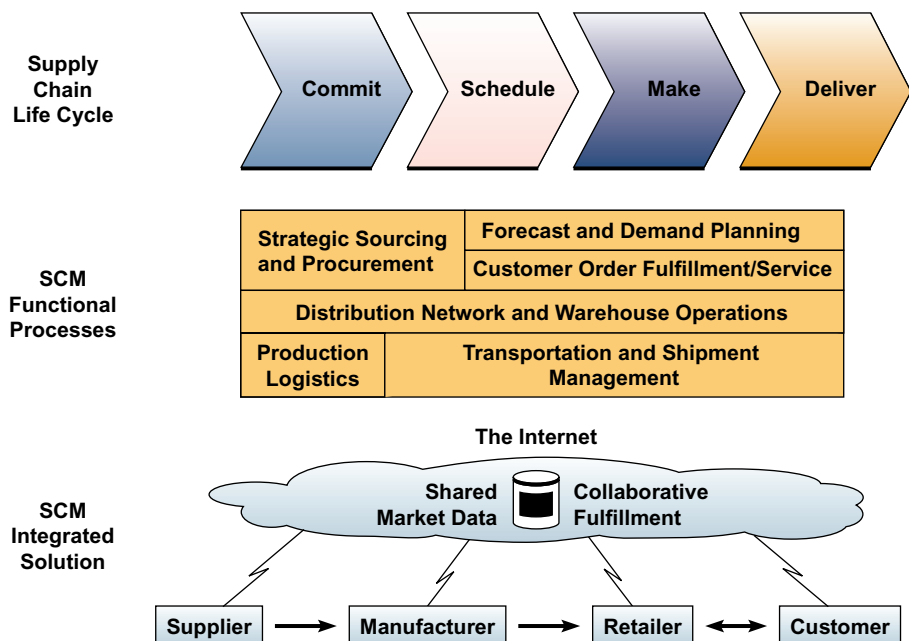 Supply
Chain
Life Cycle
Commit
Schedule
Make
Deliver
SCM
Functional
Processes
Strategic Sourcing
and Procurement
Forecast and Demand Planning
Customer Order Fulfillment/Service
Distribution Network and Warehouse Operations
Production
Logistics
Transportation and Shipment
Management
SCM
Integrated
Solution
The Internet
Shared
Market Data
Collaborative
Fulfillment
Supplier
Manufacturer
Retailer
Customer